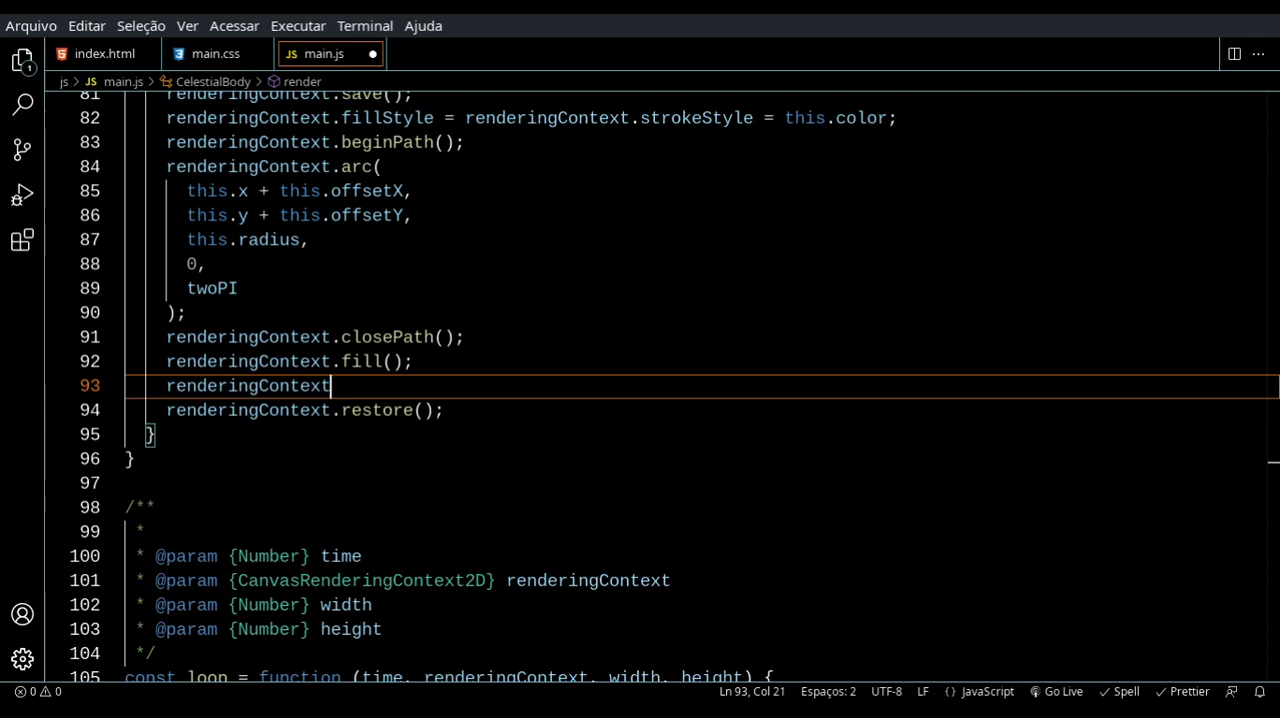 Arquivo Editar Seleção Ver Acessar Executar Terminal Ajuda
index.html main.css JS main.js
js > JS main.js > CelestialBody > render
1
81 renderingContext.save();
82 renderingContext.fillStyle = renderingContext.strokeStyle = this.color;
83 renderingContext.beginPath();
84 renderingContext.arc(
85 this.x + this.offsetX,
86 this.y + this.offsetY,
87 this.radius,
88 0,
89 twoPI
90 );
91 renderingContext.closePath();
92 renderingContext.fill();
93 renderingContext
94 renderingContext.restore();
95 }
96 }
97
98 /**
99 *
100 * @param {Number} time
101 * @param {CanvasRenderingContext2D} renderingContext
102 * @param {Number} width
103 * @param {Number} height
104 */
105 const loop = function (time, renderingContext, width, height) {
0 0 Ln 93, Col 21 Espaços: 2 UTF-8 LF {} JavaScript Go Live Spell Prettier